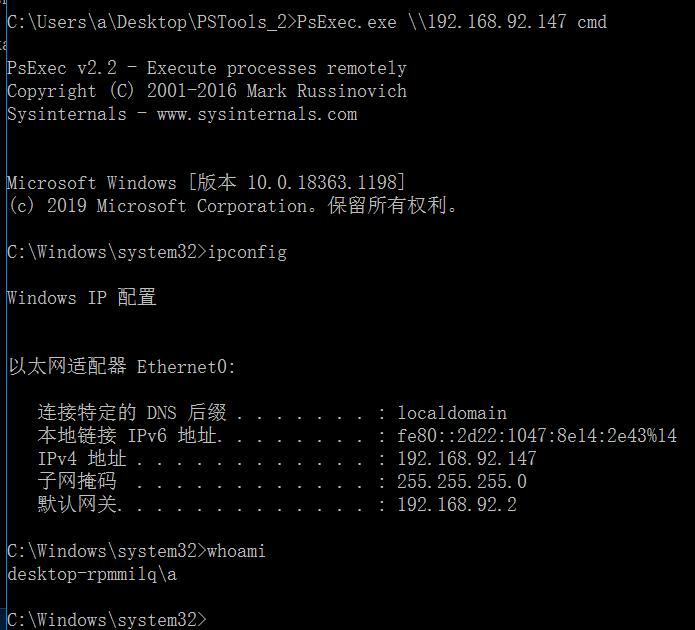 C:\Users\a\Desktop\PSTools_2>PsExec.exe \\192.168.92.147 cmd
PsExec v2.2 - Execute processes remotely
Copyright (C) 2001-2016 Mark Russinovich
Sysinternals - www.sysinternals.com
Microsoft Windows [版本 10.0.18363.1198]
(c) 2019 Microsoft Corporation。保留所有权利。
C:\Windows\system32>ipconfig
Windows IP 配置
以太网适配器 Ethernet0:
连接特定的 DNS 后缀 . . . . . . . : localdomain
本地链接 IPv6 地址. . . . . . . . : fe80::2d22:1047:8e14:2e43%14
IPv4 地址 . . . . . . . . . . . . : 192.168.92.147
子网掩码 . . . . . . . . . . . . : 255.255.255.0
默认网关. . . . . . . . . . . . . : 192.168.92.2
C:\Windows\system32>whoami
desktop-rpmmilq\a
C:\Windows\system32>